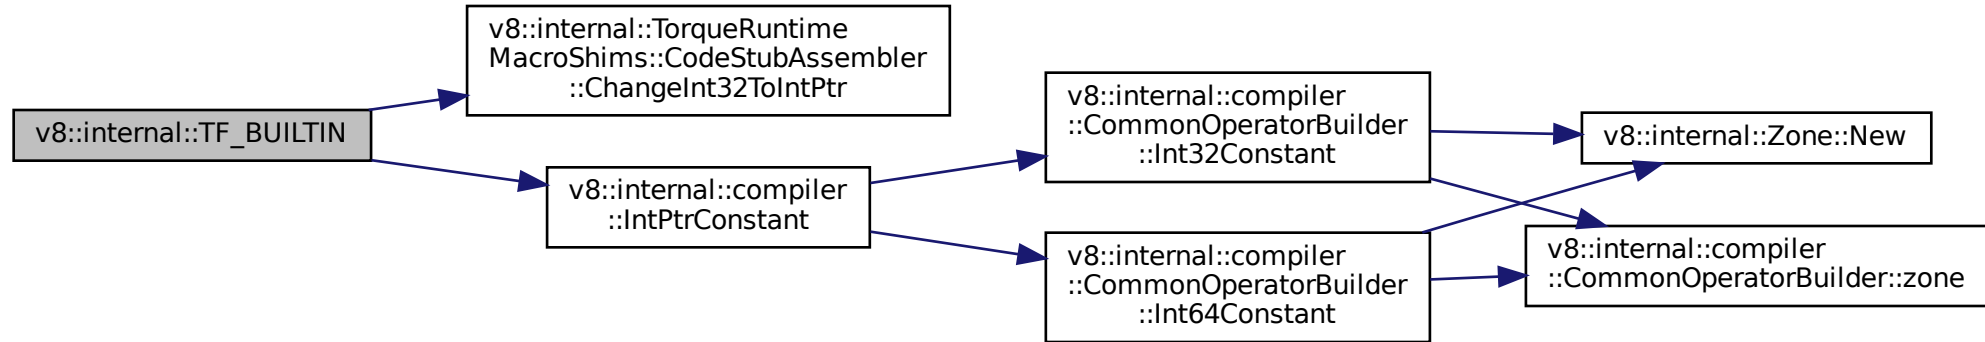 v8::internal::TF_BUILTIN
v8::internal::TorqueRuntime
MacroShims::CodeStubAssembler
::ChangeInt32ToIntPtr
v8::internal::compiler
::IntPtrConstant
v8::internal::compiler
::CommonOperatorBuilder
::Int32Constant
v8::internal::compiler
::CommonOperatorBuilder
::Int64Constant
v8::internal::Zone::New
v8::internal::compiler
::CommonOperatorBuilder::zone